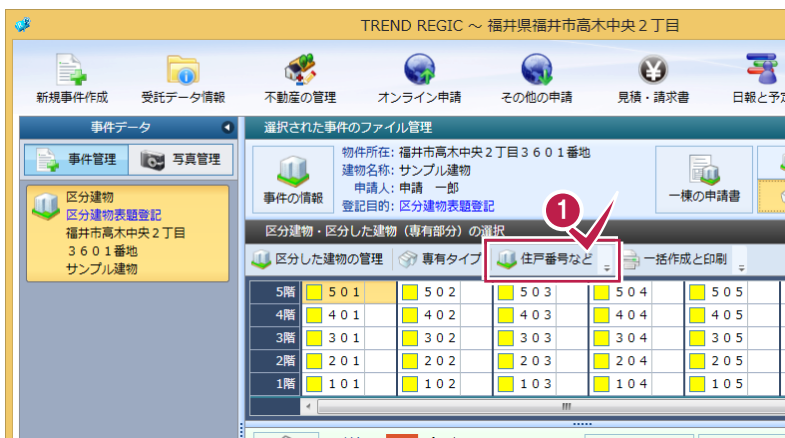 TREND REGIC ～ 福井県福井市高木中央２丁目
新規事件作成 受託データ情報 不動産の管理 オンライン申請 その他の申請 見積・請求書
事件データ
事件管理 写真管理
区分建物
区分建物表題登記
福井市高木中央２丁目
３６０１番地
サンプル建物
選択された事件のファイル管理
事件の情報
物件所在: 福井市高木中央２丁目３６０１番地
建物名称: サンプル建物
申請人: 申請　一郎
登記目的: 区分建物表題登記
一棟の申請書
1
区分建物・区分した建物（専有部分）の選択
区分した建物の管理 専有タイプ 住戸番号など 一括作成と印刷
5階 ５０１ ５０２ ５０３ ５０４ ５０５
4階 ４０１ ４０２ ４０３ ４０４ ４０５
3階 ３０１ ３０２ ３０３ ３０４ ３０５
2階 ２０１ ２０２ ２０３ ２０４ ２０５
1階 １０１ １０２ １０３ １０４ １０５